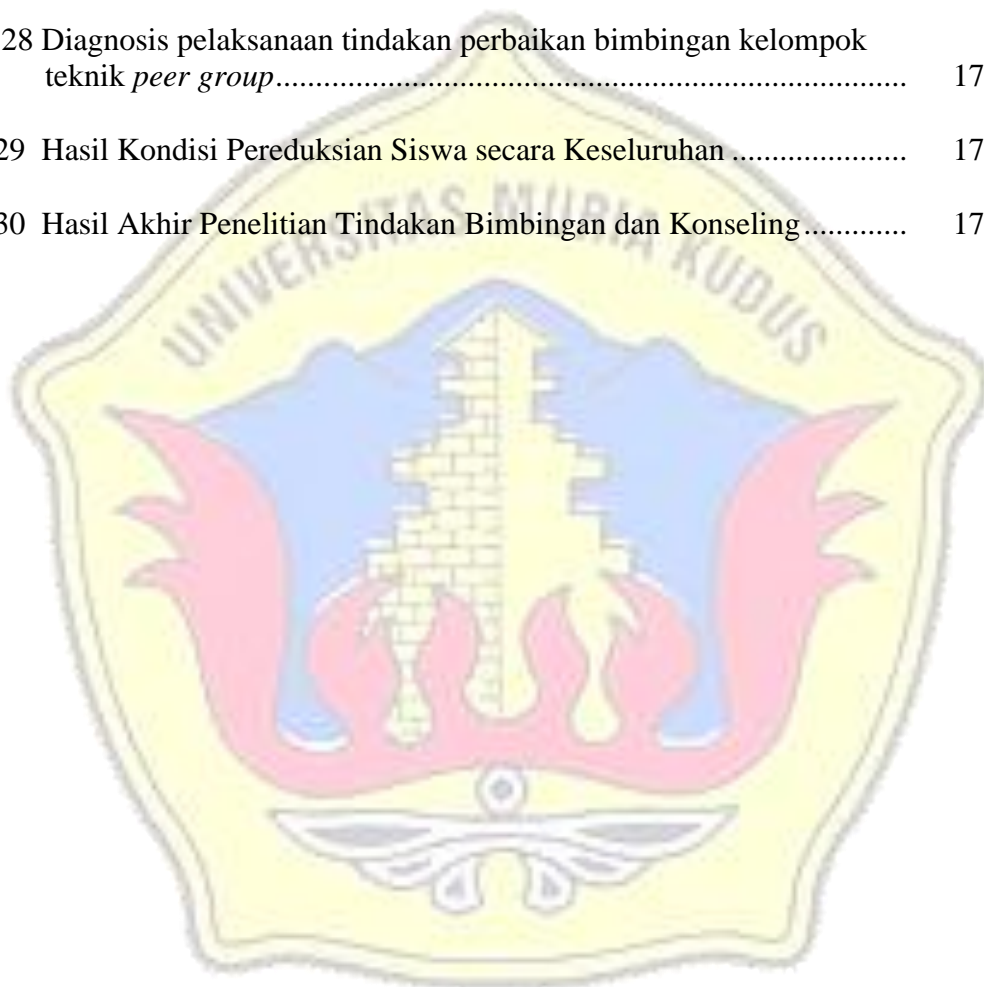 28 Diagnosis pelaksanaan tindakan perbaikan bimbingan kelompok
teknik peer group............................................................................... 17
29 Hasil Kondisi Pereduksian Siswa secara Keseluruhan ...................... 17
30 Hasil Akhir Penelitian Tindakan Bimbingan dan Konseling ............. 17
UNIVERSITAS MURIA KUDUS